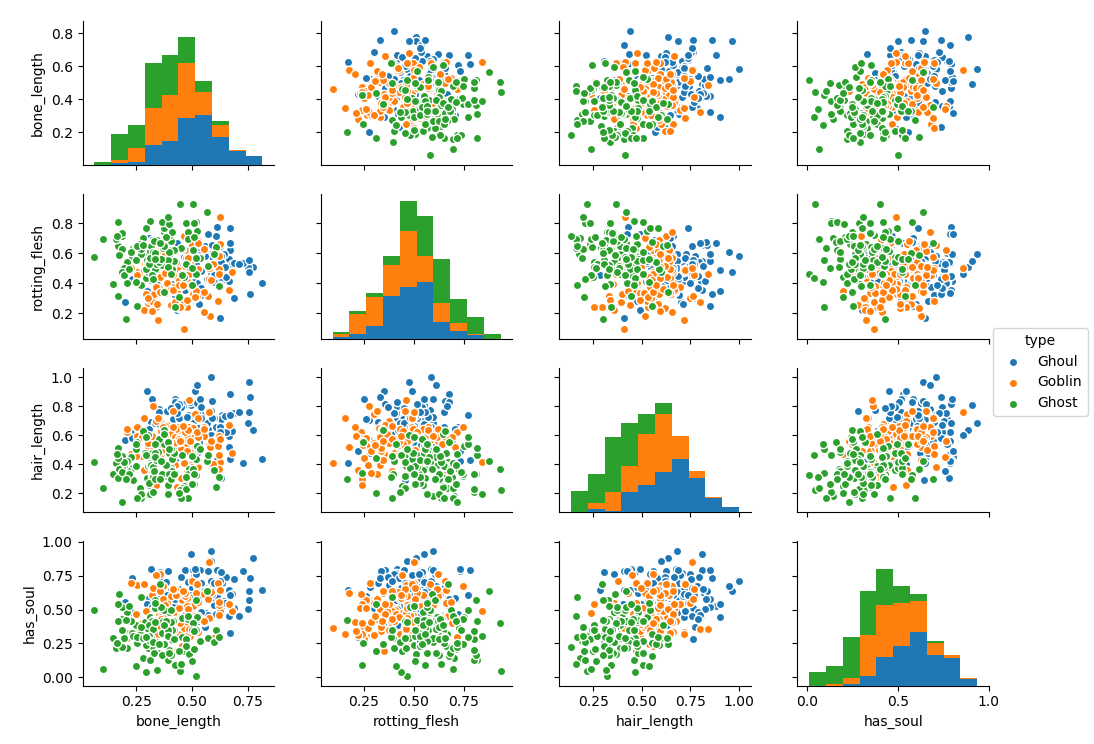 bone_length
0.8
0.6
0.4
0.2
rotting_flesh
0.8
0.6
0.4
0.2
type
Ghoul
Goblin
Ghost
hair_length
1.0
0.8
0.6
0.4
0.2
has_soul
1.00
0.75
0.50
0.25
0.00
0.25 0.50 0.75
0.25 0.50 0.75
0.25 0.50 0.75 1.00
0.0 0.5 1.0
bone_length
rotting_flesh
hair_length
has_soul